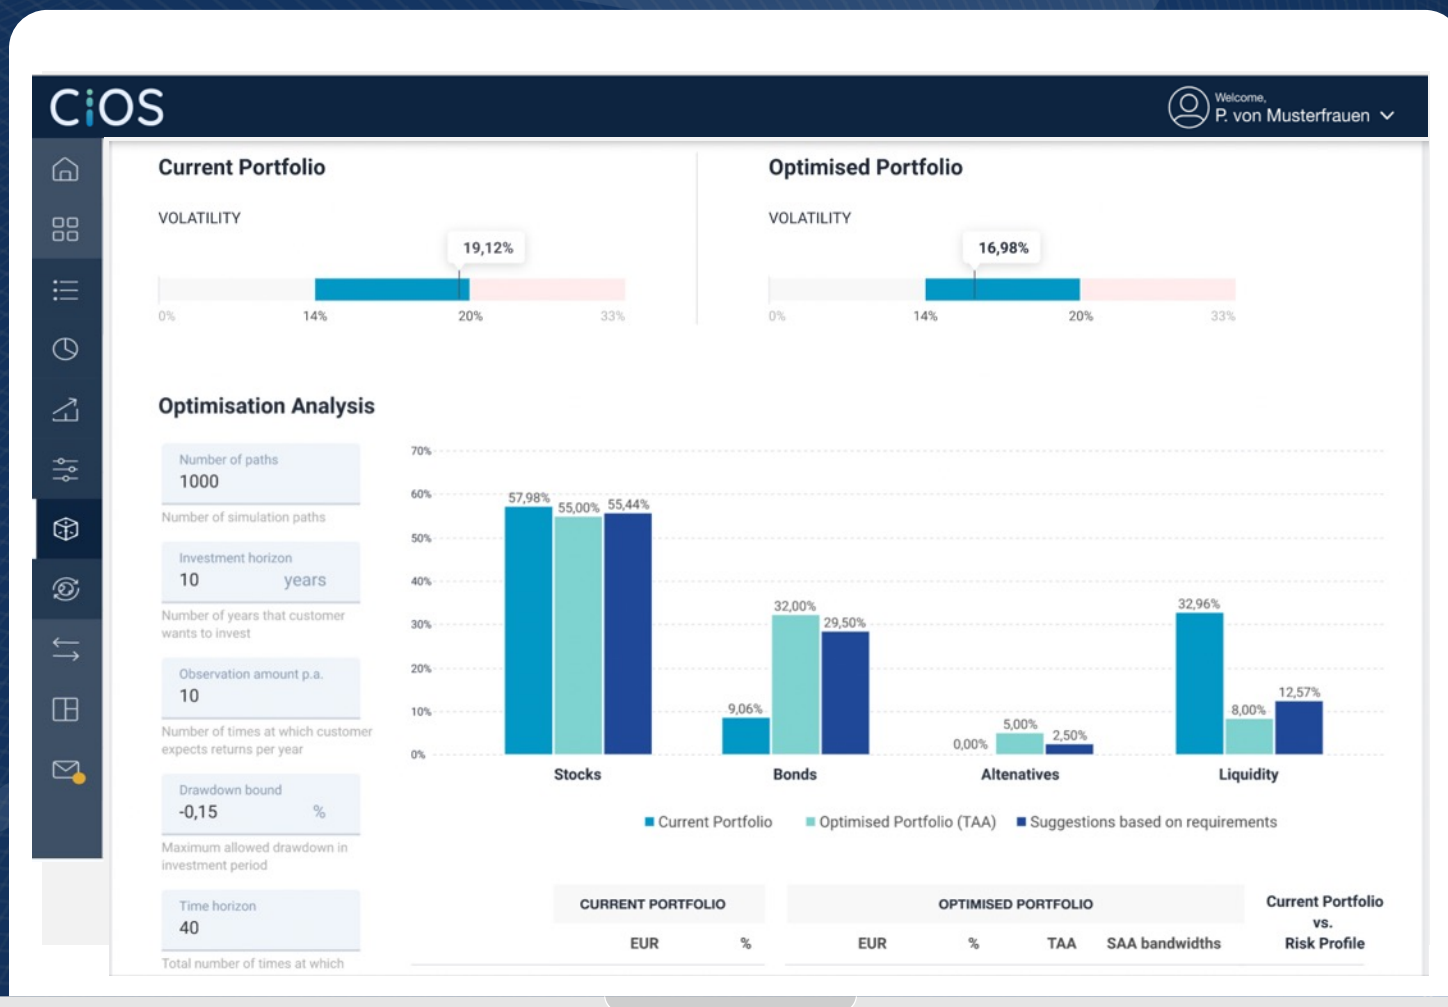 CiOS
Welcome,
P. von Musterfrauen
Current Portfolio
VOLATILITY
19,12%
0%
14%
20%
33%
Optimised Portfolio
VOLATILITY
16,98%
0%
14%
20%
33%
Optimisation Analysis
Number of paths
1000
Number of simulation paths
Investment horizon
10 years
Number of years that customer
wants to invest
Observation amount p.a.
10
Number of times at which customer
expects returns per year
Drawdown bound
-0,15 %
Maximum allowed drawdown in
investment period
Time horizon
40
Total number of times at which
70%
60%
50%
40%
30%
20%
10%
0%
57,98%
55,00%
55,44%
9,06%
32,00%
29,50%
0,00%
5,00%
2,50%
32,96%
8,00%
12,57%
Stocks
Bonds
Altenatives
Liquidity
Current Portfolio
Optimised Portfolio (TAA)
Suggestions based on requirements
CURRENT PORTFOLIO
EUR %
OPTIMISED PORTFOLIO
EUR % TAA SAA bandwidths
Current Portfolio
vs.
Risk Profile